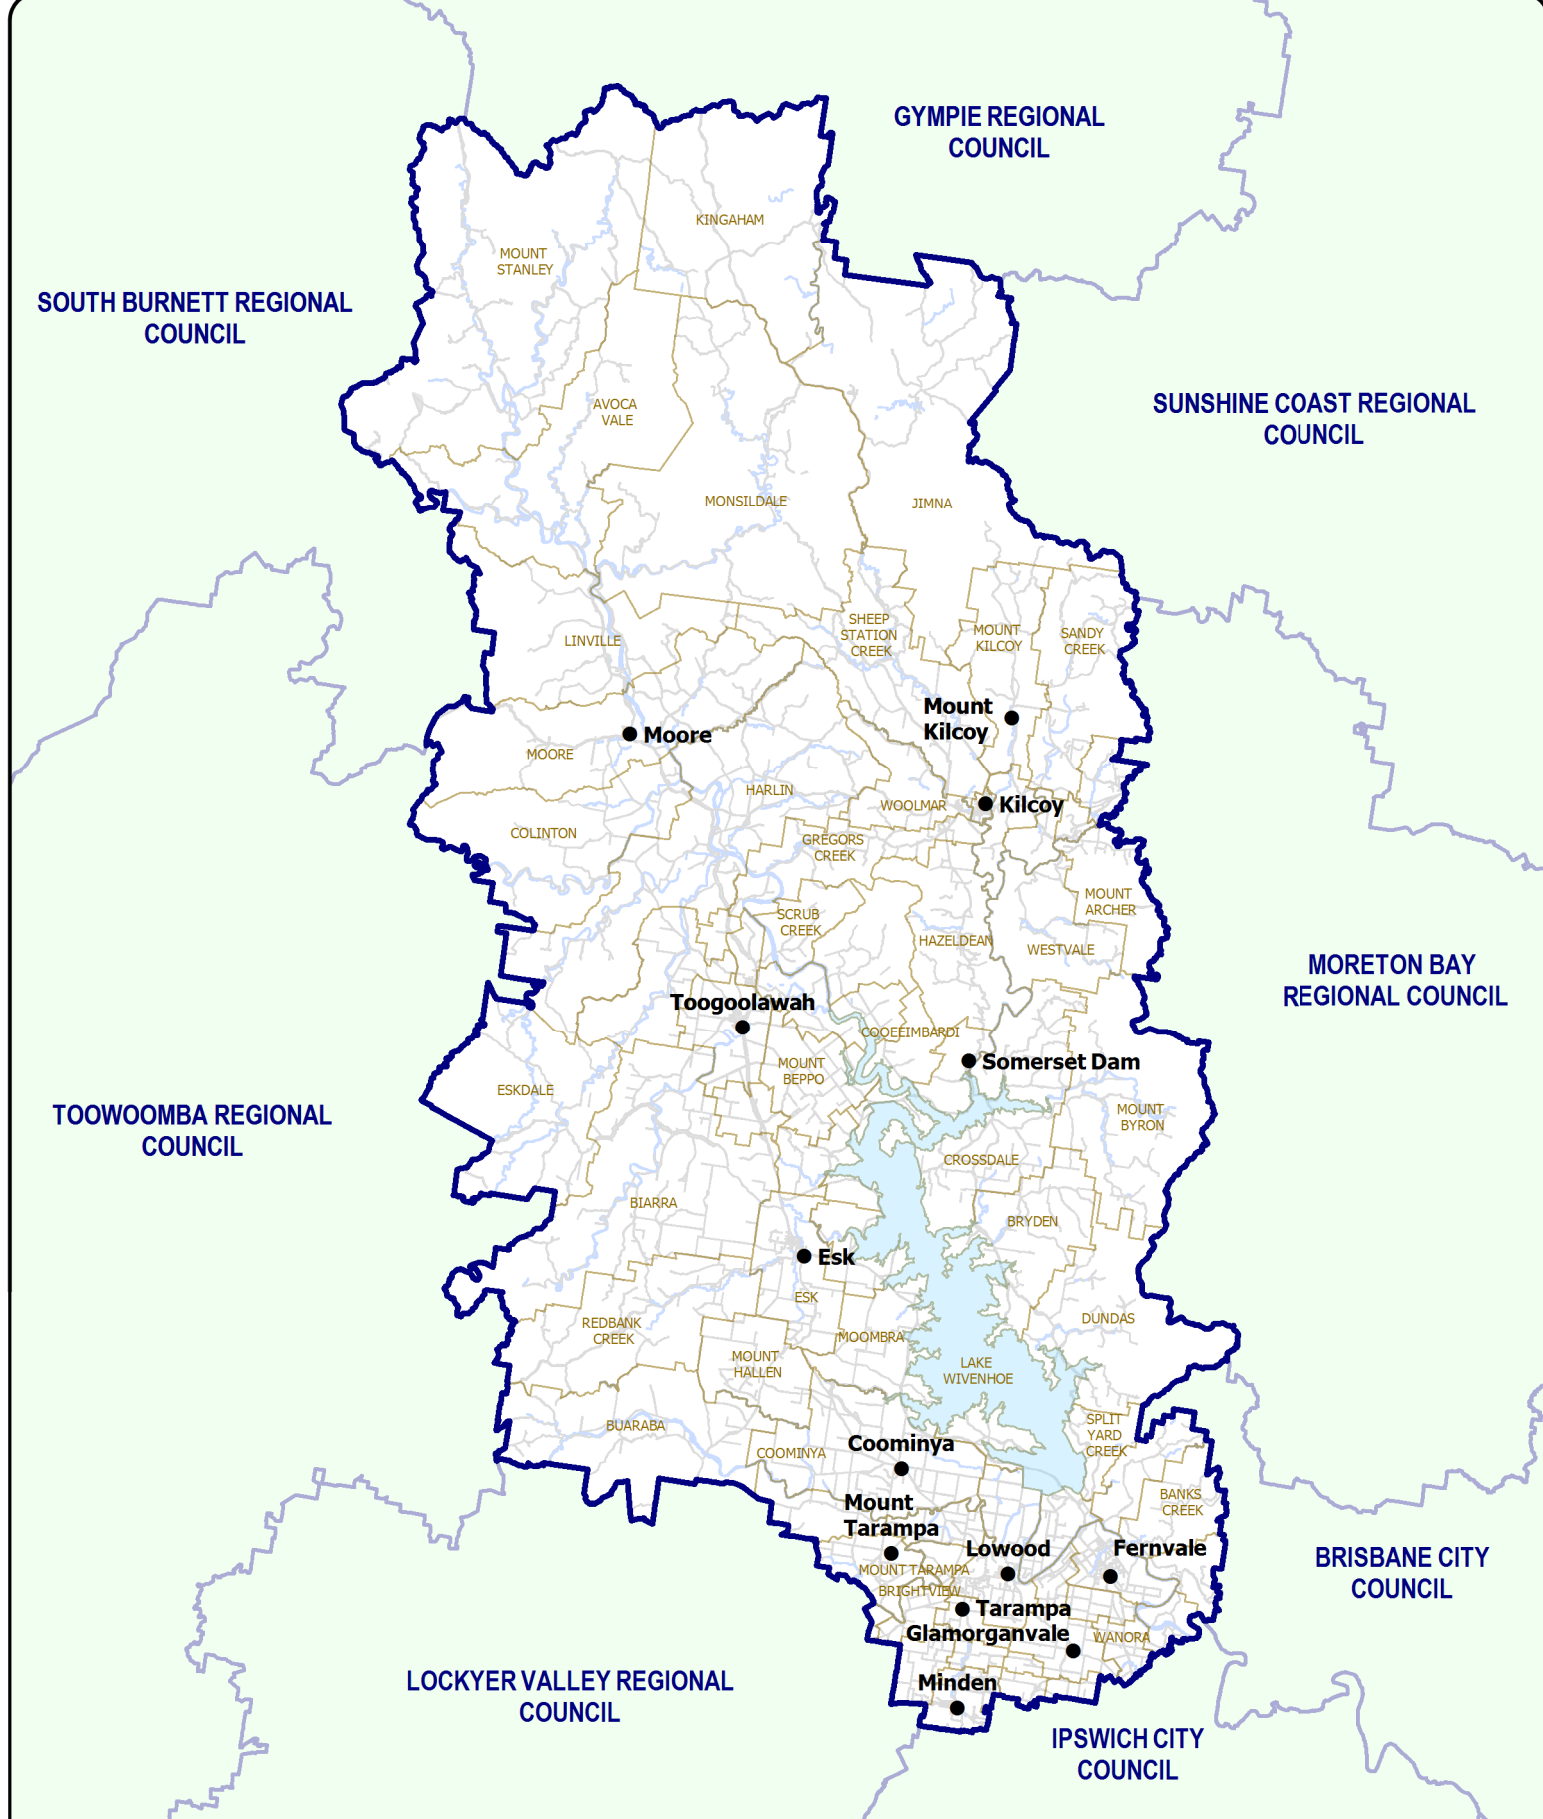 GYMPIE REGIONAL
COUNCIL
KINGAHAM
MOUNT
STANLEY
SOUTH BURNETT REGIONAL
COUNCIL
AVOCA
VALE
SUNSHINE COAST REGIONAL
COUNCIL
MONSILDALE
JIMNA
SHEEP
STATION
CREEK
MOUNT
KILCOY
SANDY
CREEK
LINVILLE
Mount
Kilcoy
Moore
MOORE
HARLIN
WOOLMAR
Kilcoy
COLINTON
GREGORS
CREEK
MOUNT
ARCHER
SCRUB
CREEK
HAZELDEAN
WESTVALE
MORETON BAY
REGIONAL COUNCIL
Toogoolawah
COOEEIMBARDI
Somerset Dam
MOUNT
BEPPO
ESKDALE
TOOWOOMBA REGIONAL
COUNCIL
MOUNT
BYRON
CROSSDALE
BIARRA
BRYDEN
Esk
ESK
REDBANK
CREEK
MOOMBRA
DUNDAS
MOUNT
HALLEN
LAKE
WIVENHOE
BUARABA
SPLIT
YARD
CREEK
Coominya
COOMINYA
BANKS
CREEK
Mount
Tarampa
Lowood
Fernvale
BRISBANE CITY
COUNCIL
MOUNT TARAMPA
BRIGHTVIEW
Tarampa
Glamorganvale
WANORA
LOCKYER VALLEY REGIONAL
COUNCIL
Minden
IPSWICH CITY
COUNCIL